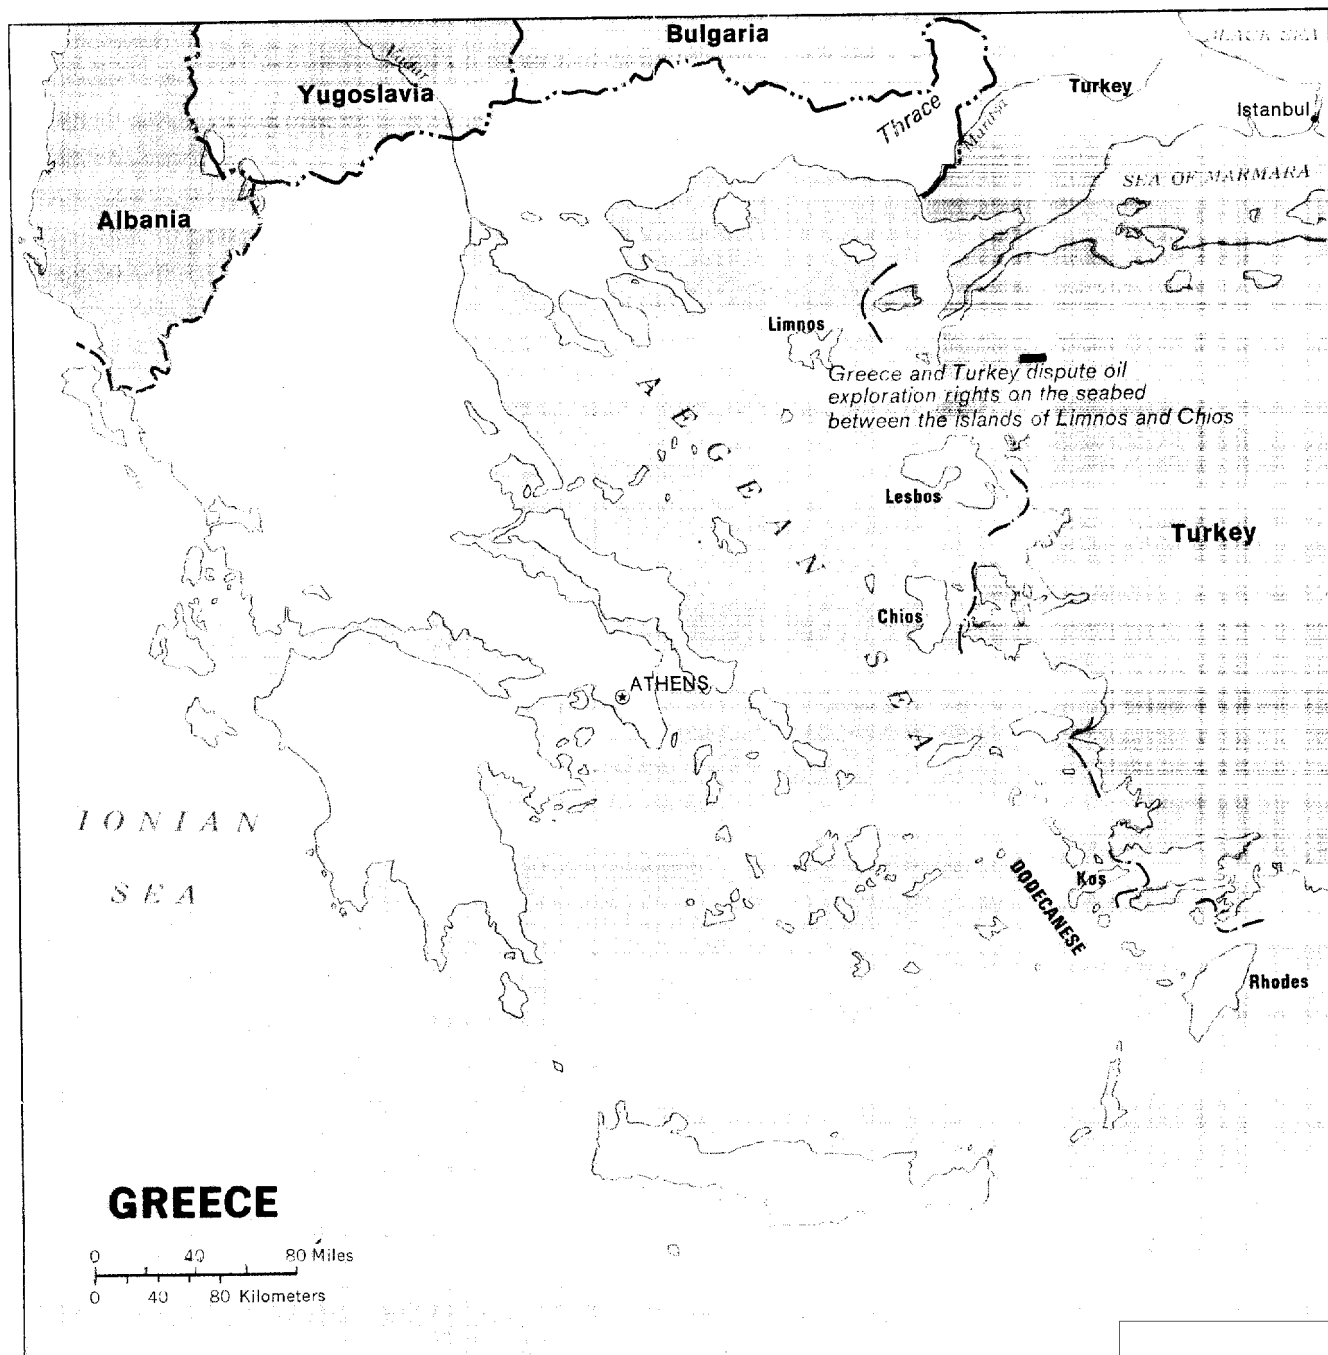 Bulgaria
BLACK SEA
Vardar
Yugoslavia
Turkey
Thrace
Istanbul
Maritsa
SEA OF MARMARA
Albania
Limnos
Greece and Turkey dispute oil
exploration rights on the seabed
between the islands of Limnos and Chios
AEGEAN SEA
Lesbos
Turkey
Chios
ATHENS
IONIAN
SEA
DODECANESE
Kos
Rhodes
GREECE
0 40 80 Miles
0 40 80 Kilometers